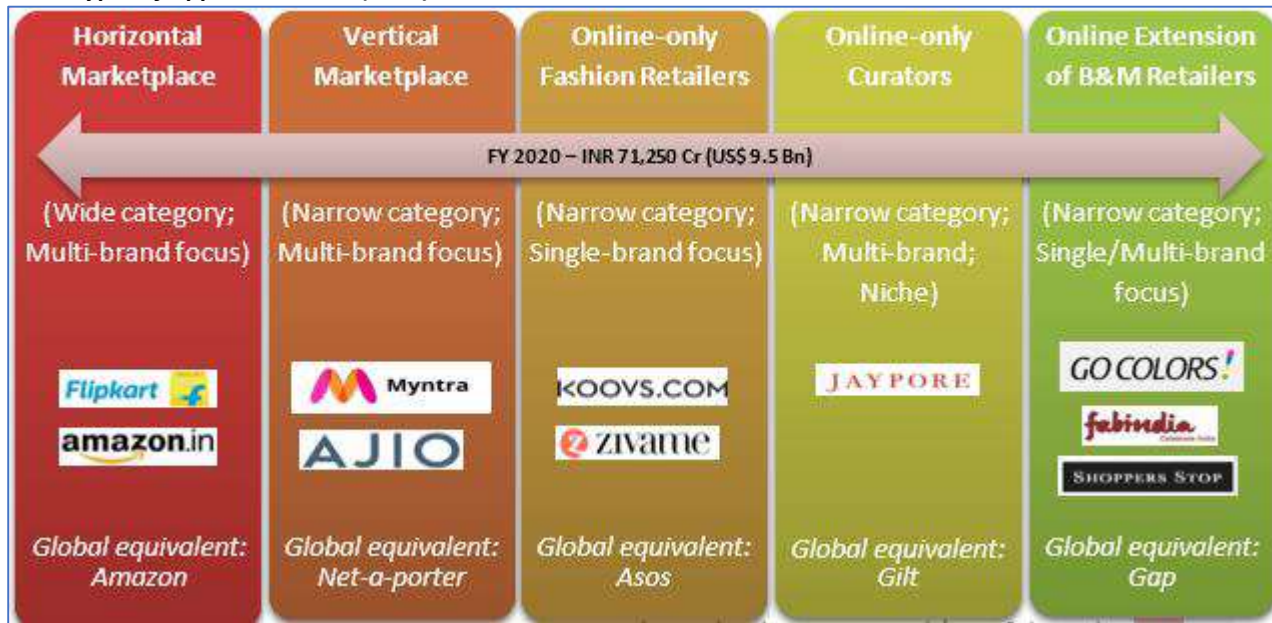 Horizontal
Marketplace
Vertical
Marketplace
Online-only
Fashion Retailers
Online-only
Curators
Online Extension
of B&M Retailers
FY 2020 – INR 71,250 Cr (US$ 9.5 Bn)
(Wide category;
Multi-brand focus)
(Narrow category;
Multi-brand focus)
(Narrow category;
Single-brand focus)
(Narrow category;
Multi-brand;
Niche)
(Narrow category;
Single/Multi-brand
focus)
Flipkart
amazon.in
Myntra
AJIO
KOOVS.COM
ZIVAME
JAYPORE
GO COLORS!
fabindia
SHOPPERS STOP
Global equivalent:
Amazon
Global equivalent:
Net-a-porter
Global equivalent:
Asos
Global equivalent:
Gilt
Global equivalent:
Gap